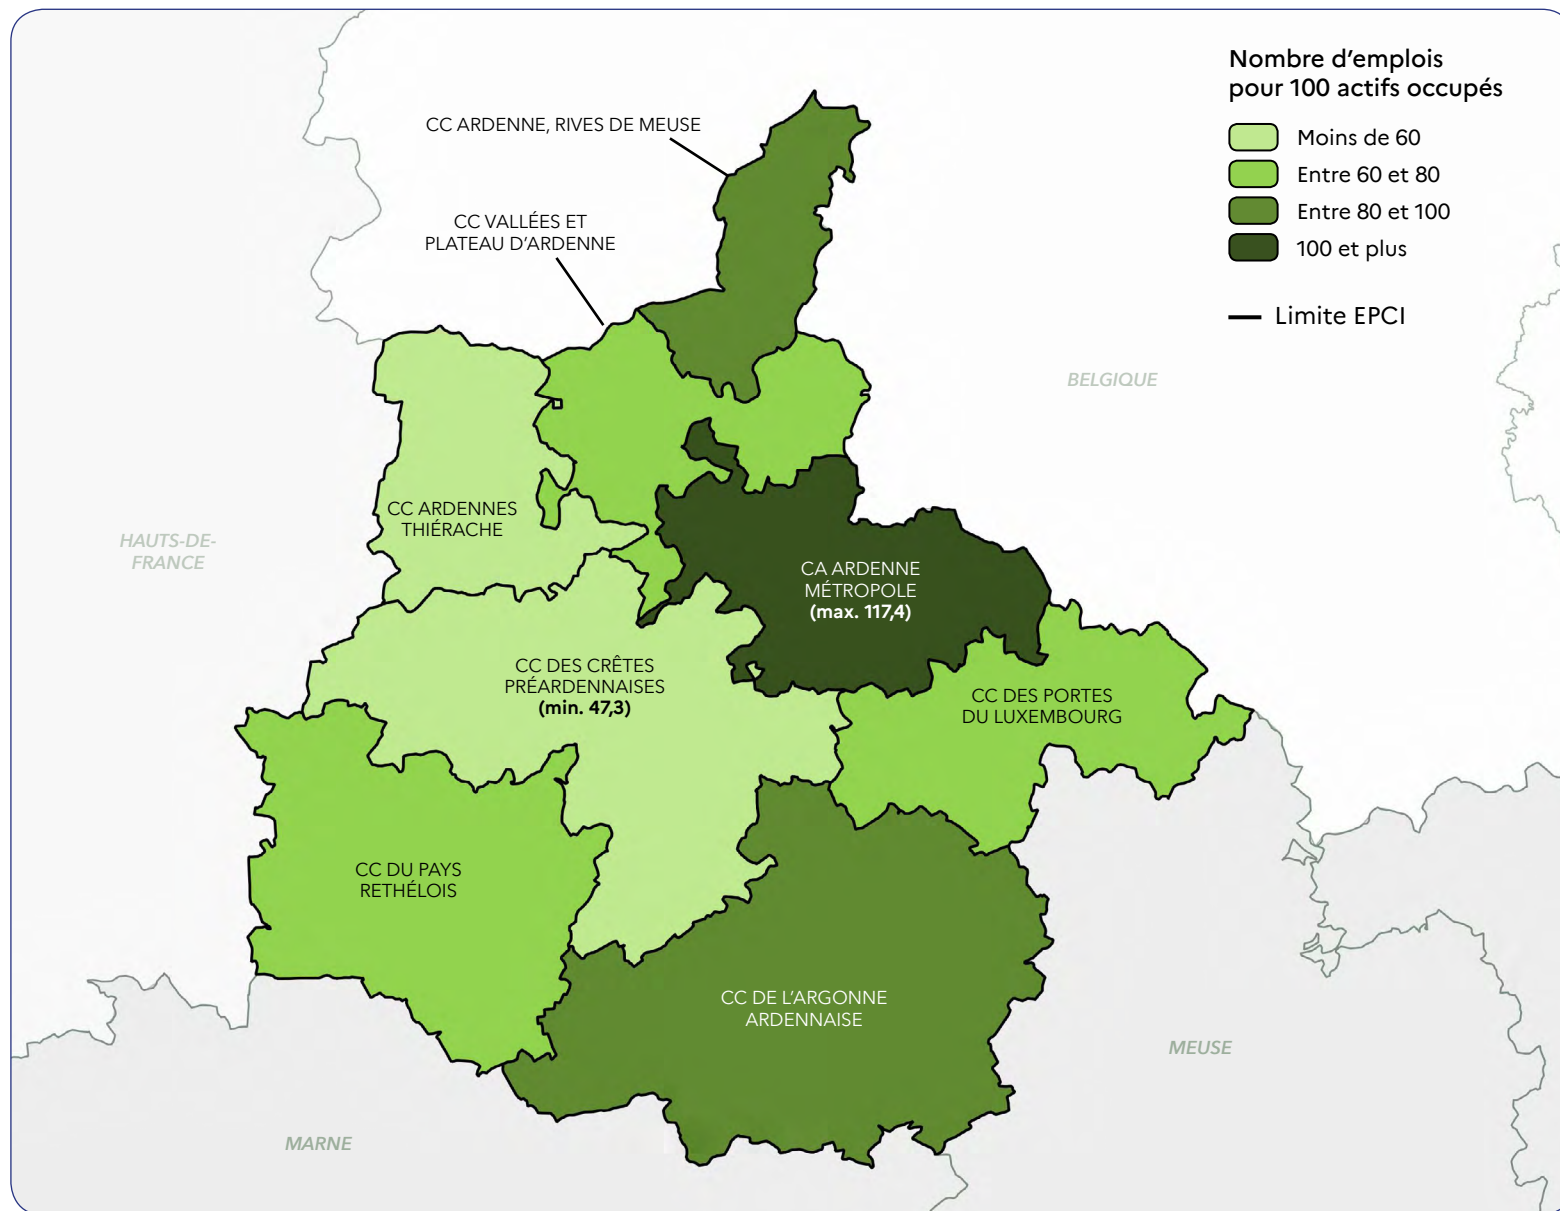 Nombre d'emplois
pour 100 actifs occupés
Moins de 60
Entre 60 et 80
Entre 80 et 100
100 et plus
Limite EPCI
CC ARDENNE, RIVES DE MEUSE
CC VALLÉES ET
PLATEAU D'ARDENNE
BELGIQUE
CC ARDENNES
THIÉRACHE
HAUTS-DE-
FRANCE
CA ARDENNE
MÉTROPOLE
(max. 117,4)
CC DES CRÊTES
PRÉARDENNAISES
(min. 47,3)
CC DES PORTES
DU LUXEMBOURG
CC DU PAYS
RETHÉLOIS
CC DE L'ARGONNE
ARDENNAISE
MEUSE
MARNE